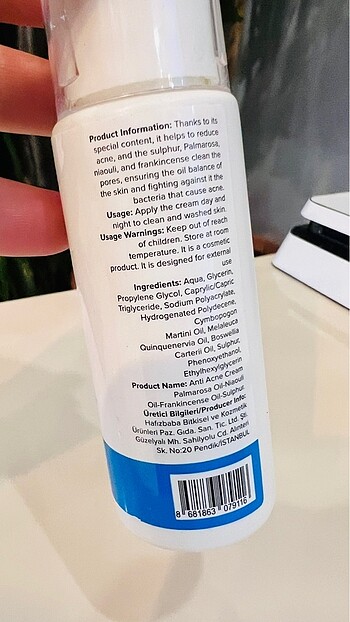 Product Information: Thanks to its
special content, it helps to reduce
acne, and the sulphur, Palmarosa,
niaouli, and frankincense clean the
pores, ensuring the oil balance of
the skin and fighting against it the
bacteria that cause acne.
Usage: Apply the cream day and
night to clean and washed skin.
Usage Warnings: Keep out of reach
of children. Store at room
temperature. It is a cosmetic
product. It is designed for external
use
Ingredients: Aqua, Glycerin,
Propylene Glycol, Caprylic/Capric
Triglyceride, Sodium Polyacrylate,
Hydrogenated Polydecene,
Cymbopogon
Martini Oil, Melaleuca
Quinquenervia Oil, Boswellia
Carterii Oil, Sulphur,
Phenoxyethanol,
Ethylhexylglycerin
Product Name: Anti Acne Cream
Palmarosa Oil-Niaouli
Oil-Frankincense Oil-Sulphur.
Üretici Bilgileri/Producer Info:
Hafızbaba Bitkisel ve Kozmetik
Ürünleri Paz. Gıda. San. Tic. Ltd. Şti.
Güzelyalı Mh. Sahilyolu Cd. Alınteri
Sk. No:20 Pendik/İSTANBUL
8 681863 079116